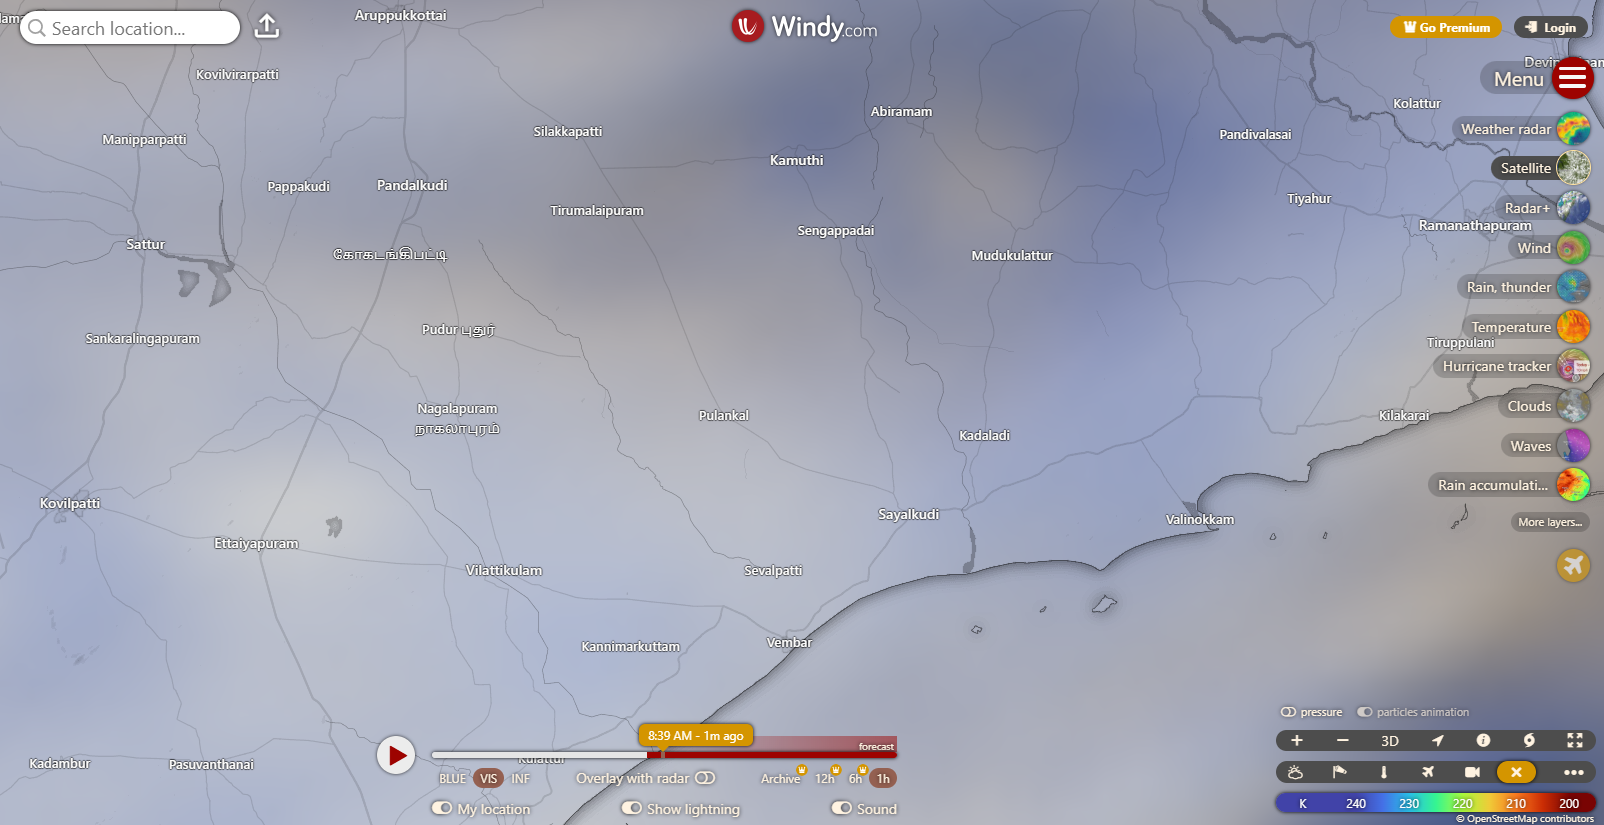 Aruppukkottai
Search location...
Windy.com
Go Premium
Login
Kovilvirarpatti
Menu
Kolattur
Abiramam
Manipparpatti
Silakkapatti
Pandivalasai
Weather radar
Kamuthi
Satellite
Pappakudi
Pandalkudi
Tiyahur
Tirumalaipuram
Radar+
Sengappadai
Ramanathapuram
Sattur
கோகடங்கிபட்டி
Mudukulattur
Wind
Rain, thunder
Pudur புதூர்
Temperature
Sankaralingapuram
Tiruppulani
Hurricane tracker
Nagalapuram
நாகலாபுரம்
Pulankal
Clouds
Kilakarai
Kadaladi
Waves
Rain accumulati...
Kovilpatti
Sayalkudi
Valinokkam
More layers...
Ettaiyapuram
Vilattikulam
Sevalpatti
Kannimarkuttam
Vembar
pressure
particles animation
8:39 AM - 1m ago
forecast
3D
Kadambur
Pasuvanthanai
Kulattur
BLUE
VIS
INF
Overlay with radar
Archive
12h
6h
1h
My location
Show lightning
Sound
K 240 230 220 210 200
© OpenStreetMap contributors